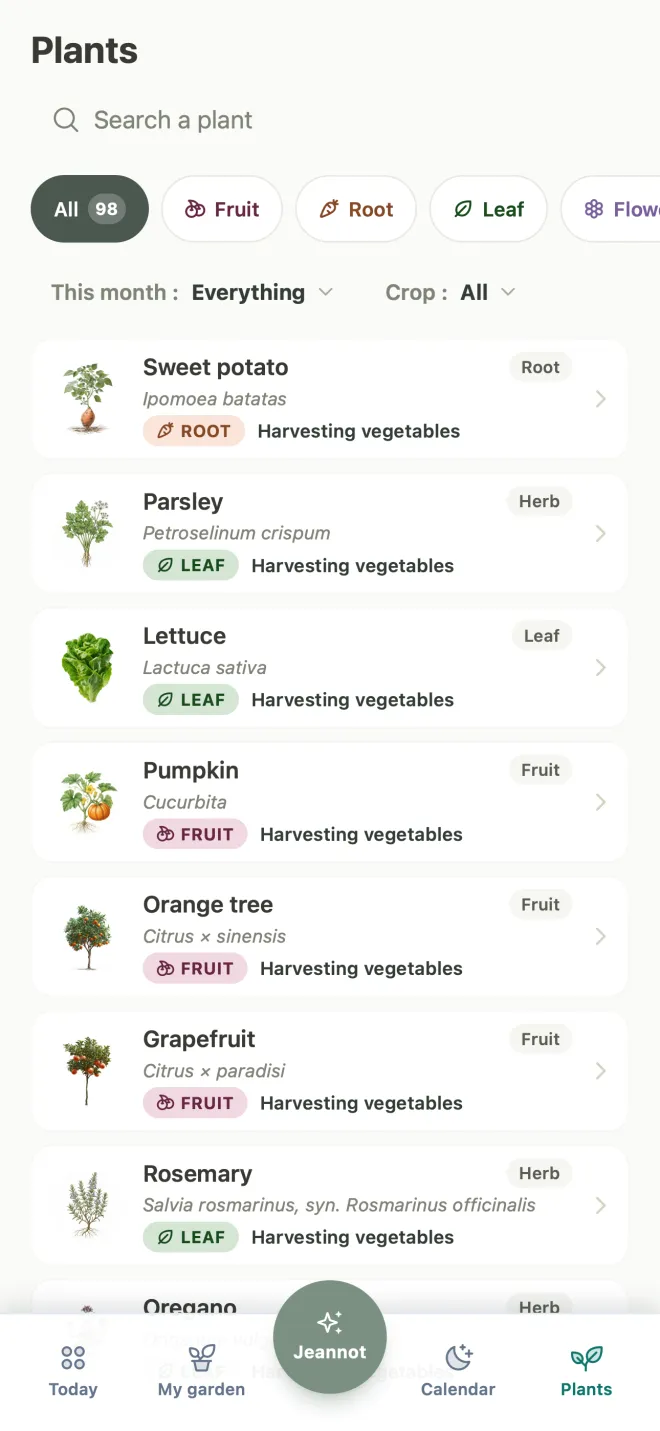 Plants
Search a plant
All 98 Fruit Root Leaf Flowe
This month : Everything Crop : All
Sweet potato Root
Ipomoea batatas
ROOT Harvesting vegetables
Parsley Herb
Petroselinum crispum
LEAF Harvesting vegetables
Lettuce Leaf
Lactuca sativa
LEAF Harvesting vegetables
Pumpkin Fruit
Cucurbita
FRUIT Harvesting vegetables
Orange tree Fruit
Citrus × sinensis
FRUIT Harvesting vegetables
Grapefruit Fruit
Citrus × paradisi
FRUIT Harvesting vegetables
Rosemary Herb
Salvia rosmarinus, syn. Rosmarinus officinalis
LEAF Harvesting vegetables
Oregano Herb
Jeannot
Today My garden Calendar Plants